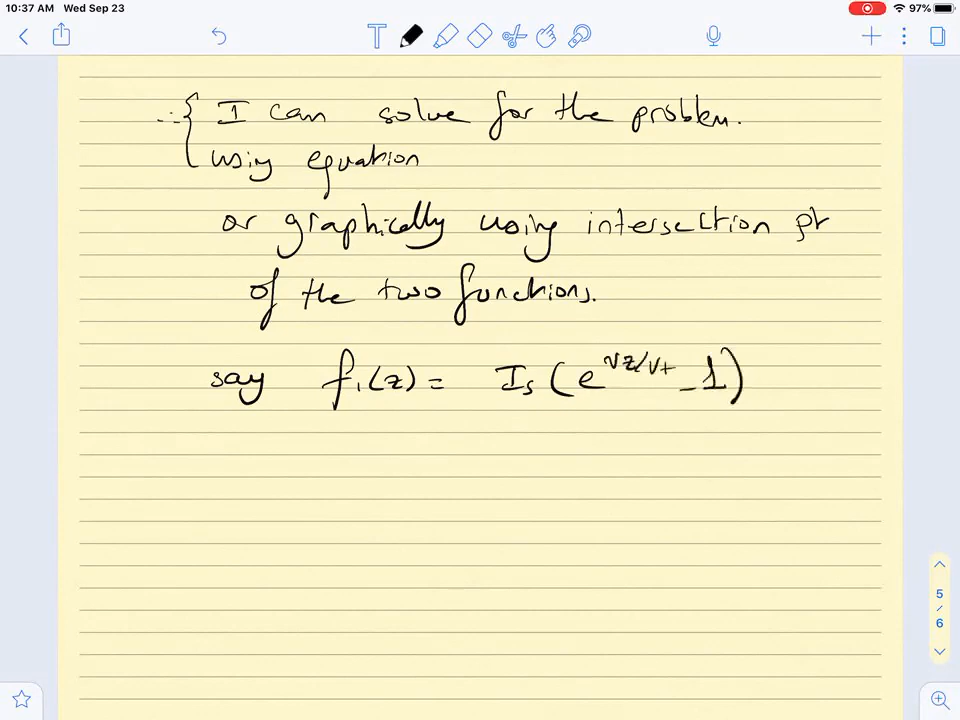 10:37 AM Wed Sep 23
97%
∴ { I can solve for the problem.
using equation
or graphically using intersection pt
of the two functions.
say f₁(z) = Is (e^(vz/v+) - 1)
5
/
6